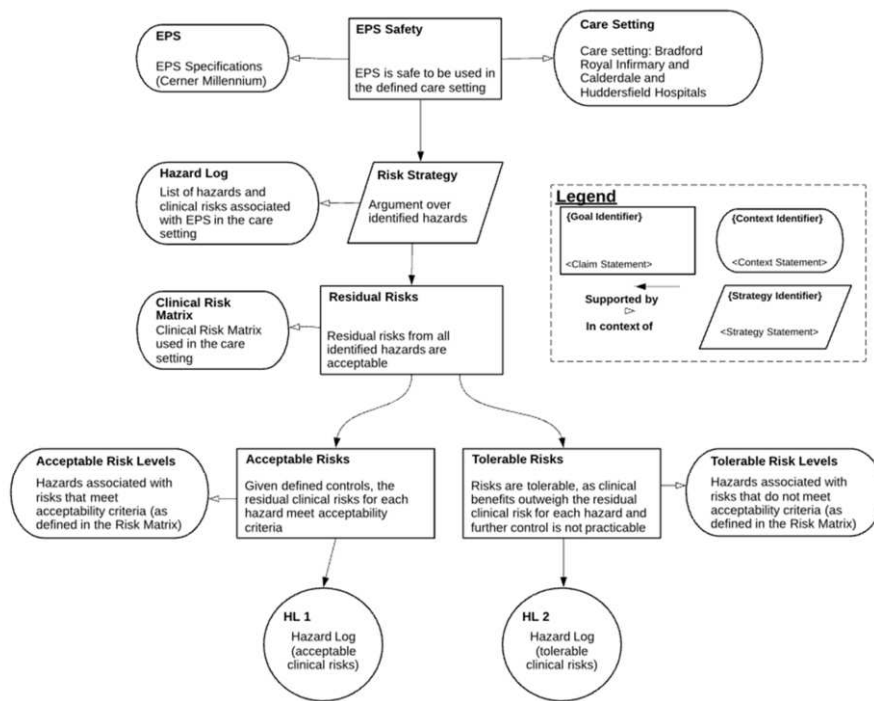 EPS
EPS Specifications
(Cerner Millennium)
EPS Safety
EPS is safe to be used in
the defined care setting
Care Setting
Care setting: Bradford
Royal Infirmary and
Calderdale and
Huddersfield Hospitals
Hazard Log
List of hazards and
clinical risks associated
with EPS in the care
setting
Risk Strategy
Argument over
identified hazards
Legend
{Goal Identifier}
<Claim Statement>
{Context Identifier}
<Context Statement>
Supported by
In context of
{Strategy Identifier}
<Strategy Statement>
Clinical Risk
Matrix
Clinical Risk Matrix
used in the care
setting
Residual Risks
Residual risks from all
identified hazards are
acceptable
Acceptable Risk Levels
Hazards associated with
risks that meet
acceptability criteria (as
defined in the Risk Matrix)
Acceptable Risks
Given defined controls, the
residual clinical risks for each
hazard meet acceptability
criteria
Tolerable Risks
Risks are tolerable, as clinical
benefits outweigh the residual
clinical risk for each hazard and
further control is not practicable
Tolerable Risk Levels
Hazards associated with
risks that do not meet
acceptability criteria (as
defined in the Risk Matrix)
HL 1
Hazard Log
(acceptable
clinical risks)
HL 2
Hazard Log
(tolerable
clinical risks)